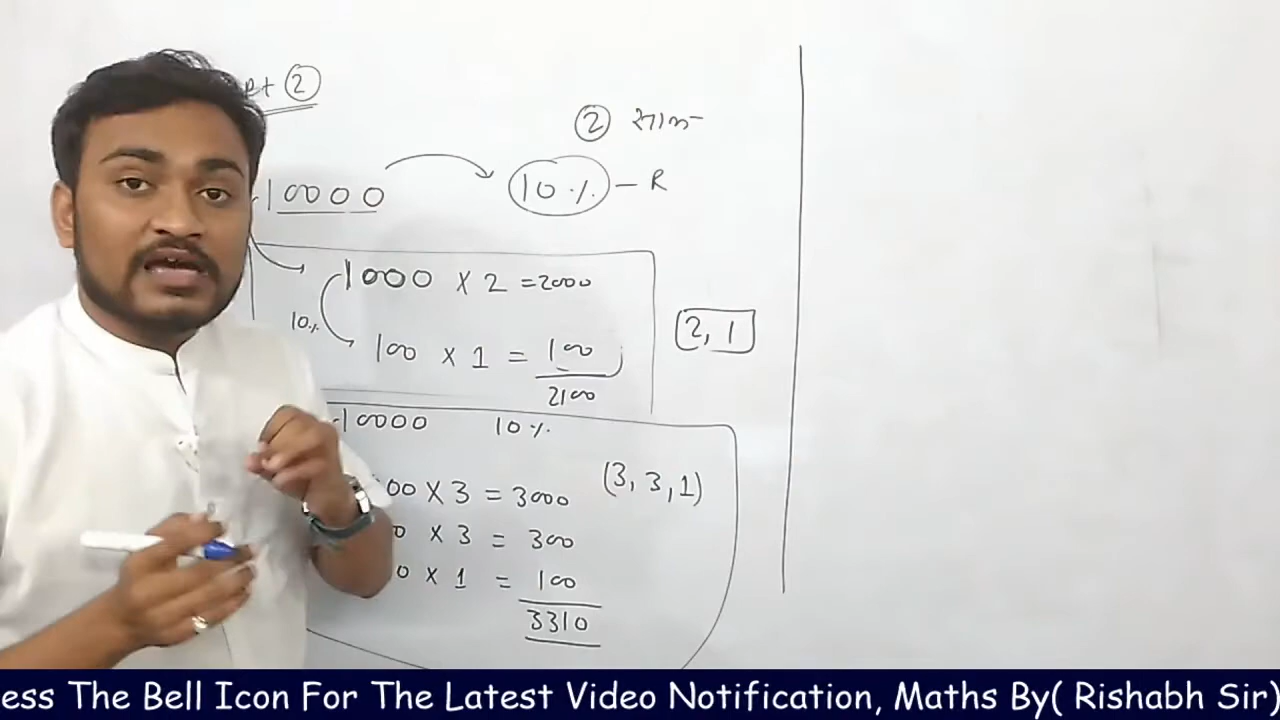 ②
② साल
10000
10% — R
1000 × 2 = 2000
10%
100 × 1 = 100
2100
2, 1
10000 10%
00 × 3 = 3000
(3, 3, 1)
0 × 3 = 300
0 × 1 = 100
3310
ess The Bell Icon For The Latest Video Notification, Maths By( Rishabh Sir)